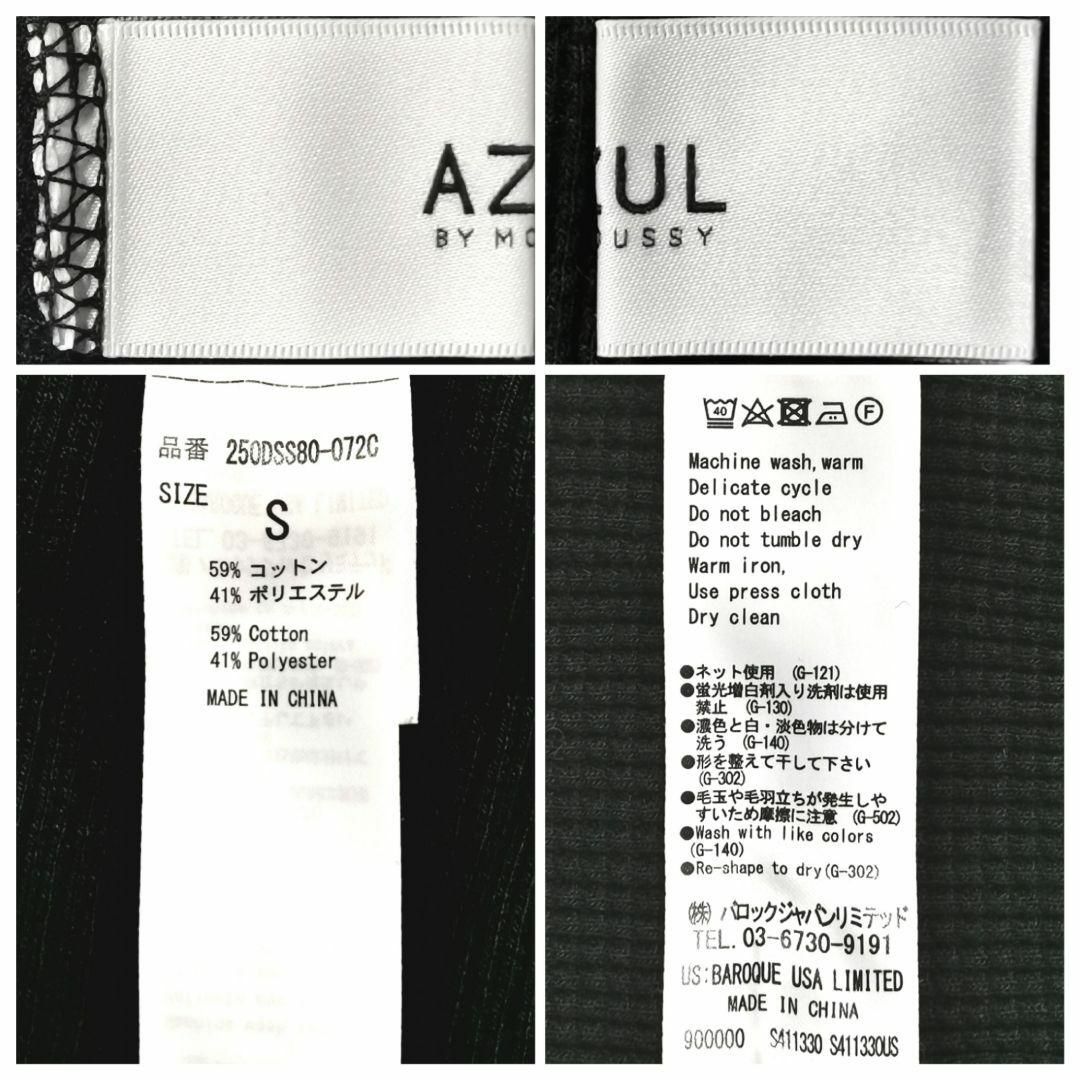 AZ
BY MO
ZUL
OUSSY
品番 250DSS80-072C
SIZE
S
59% コットン
41% ポリエステル
59% Cotton
41% Polyester
MADE IN CHINA
40 F
Machine wash,warm
Delicate cycle
Do not bleach
Do not tumble dry
Warm iron,
Use press cloth
Dry clean
●ネット使用 (G-121)
●蛍光増白剤入り洗剤は使用
禁止 (G-130)
●濃色と白・淡色物は分けて
洗う (G-140)
●形を整えて干して下さい
(G-302)
●毛玉や毛羽立ちが発生しや
すいため摩擦に注意 (G-502)
●Wash with like colors
(G-140)
●Re-shape to dry(G-302)
㈱ バロックジャパンリミテッド
TEL. 03-6730-9191
US:BAROQUE USA LIMITED
MADE IN CHINA
900000 S411330 S411330US